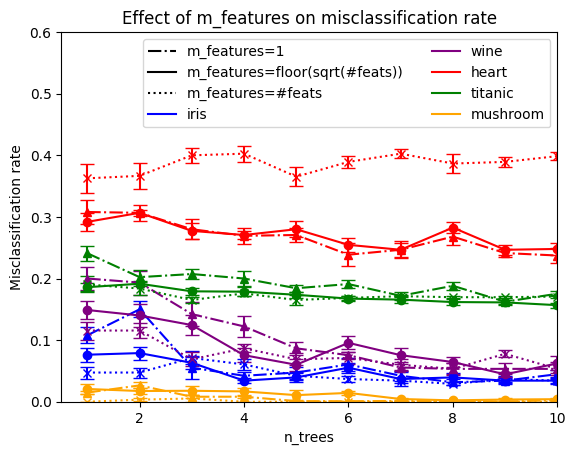 Effect of m_features on misclassification rate
0.6
0.5
0.4
0.3
0.2
0.1
0.0
Misclassification rate
m_features=1
m_features=floor(sqrt(#feats))
m_features=#feats
iris
wine
heart
titanic
mushroom
2
4
6
8
10
n_trees